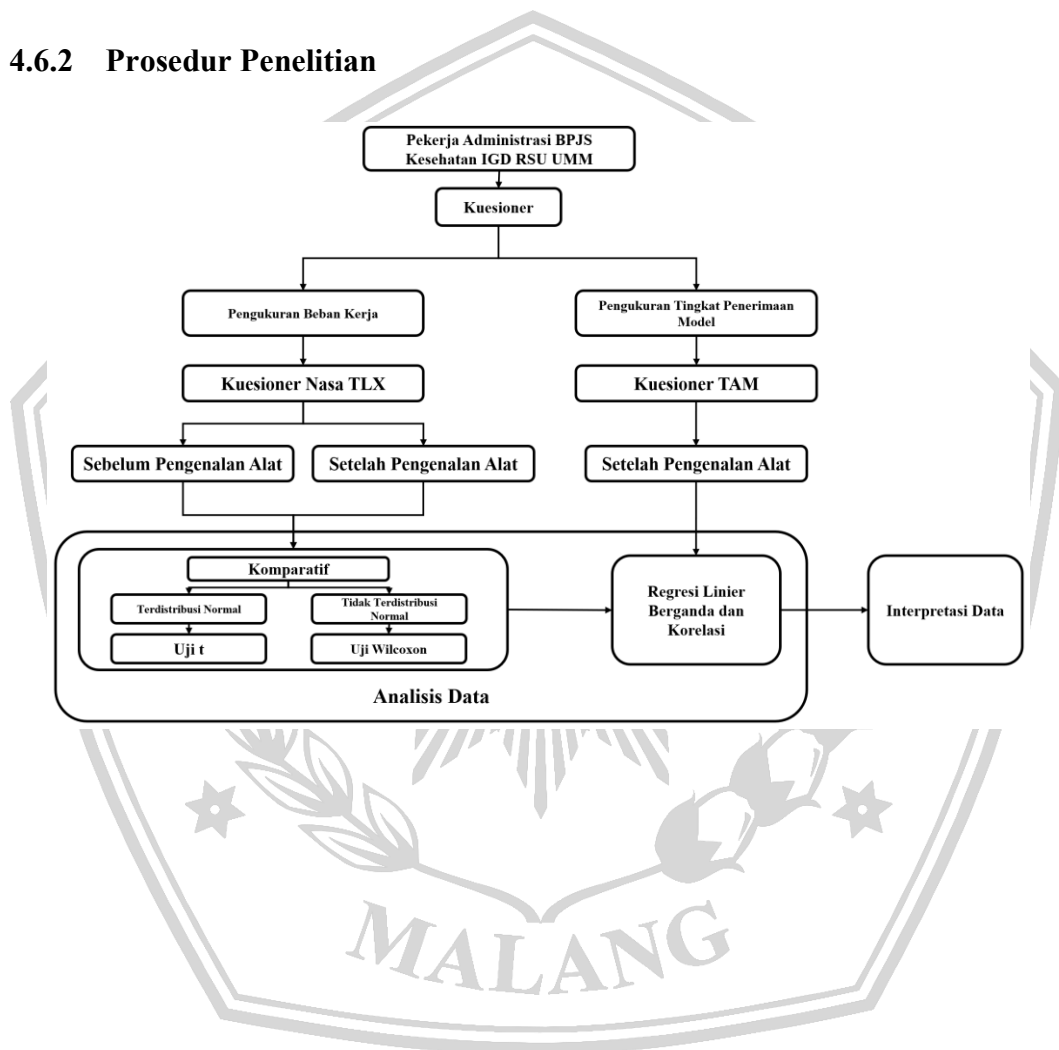 4.6.2 Prosedur Penelitian
Pekerja Administrasi BPJS
Kesehatan IGD RSU UMM
Kuesioner
Pengukuran Beban Kerja
Pengukuran Tingkat Penerimaan
Model
Kuesioner Nasa TLX
Kuesioner TAM
Sebelum Pengenalan Alat
Setelah Pengenalan Alat
Setelah Pengenalan Alat
Komparatif
Terdistribusi Normal
Tidak Terdistribusi
Normal
Uji t
Uji Wilcoxon
Regresi Linier
Berganda dan
Korelasi
Interpretasi Data
Analisis Data
MALANG